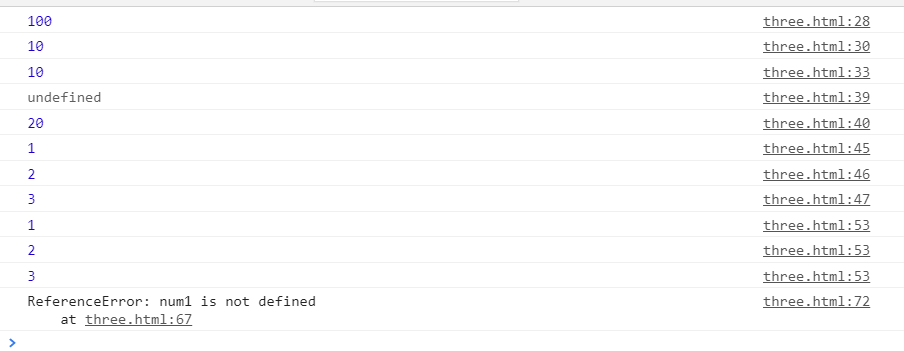 100 three.html:28
10 three.html:30
10 three.html:33
undefined three.html:39
20 three.html:40
1 three.html:45
2 three.html:46
3 three.html:47
1 three.html:53
2 three.html:53
3 three.html:53
ReferenceError: num1 is not defined three.html:72
at three.html:67
>